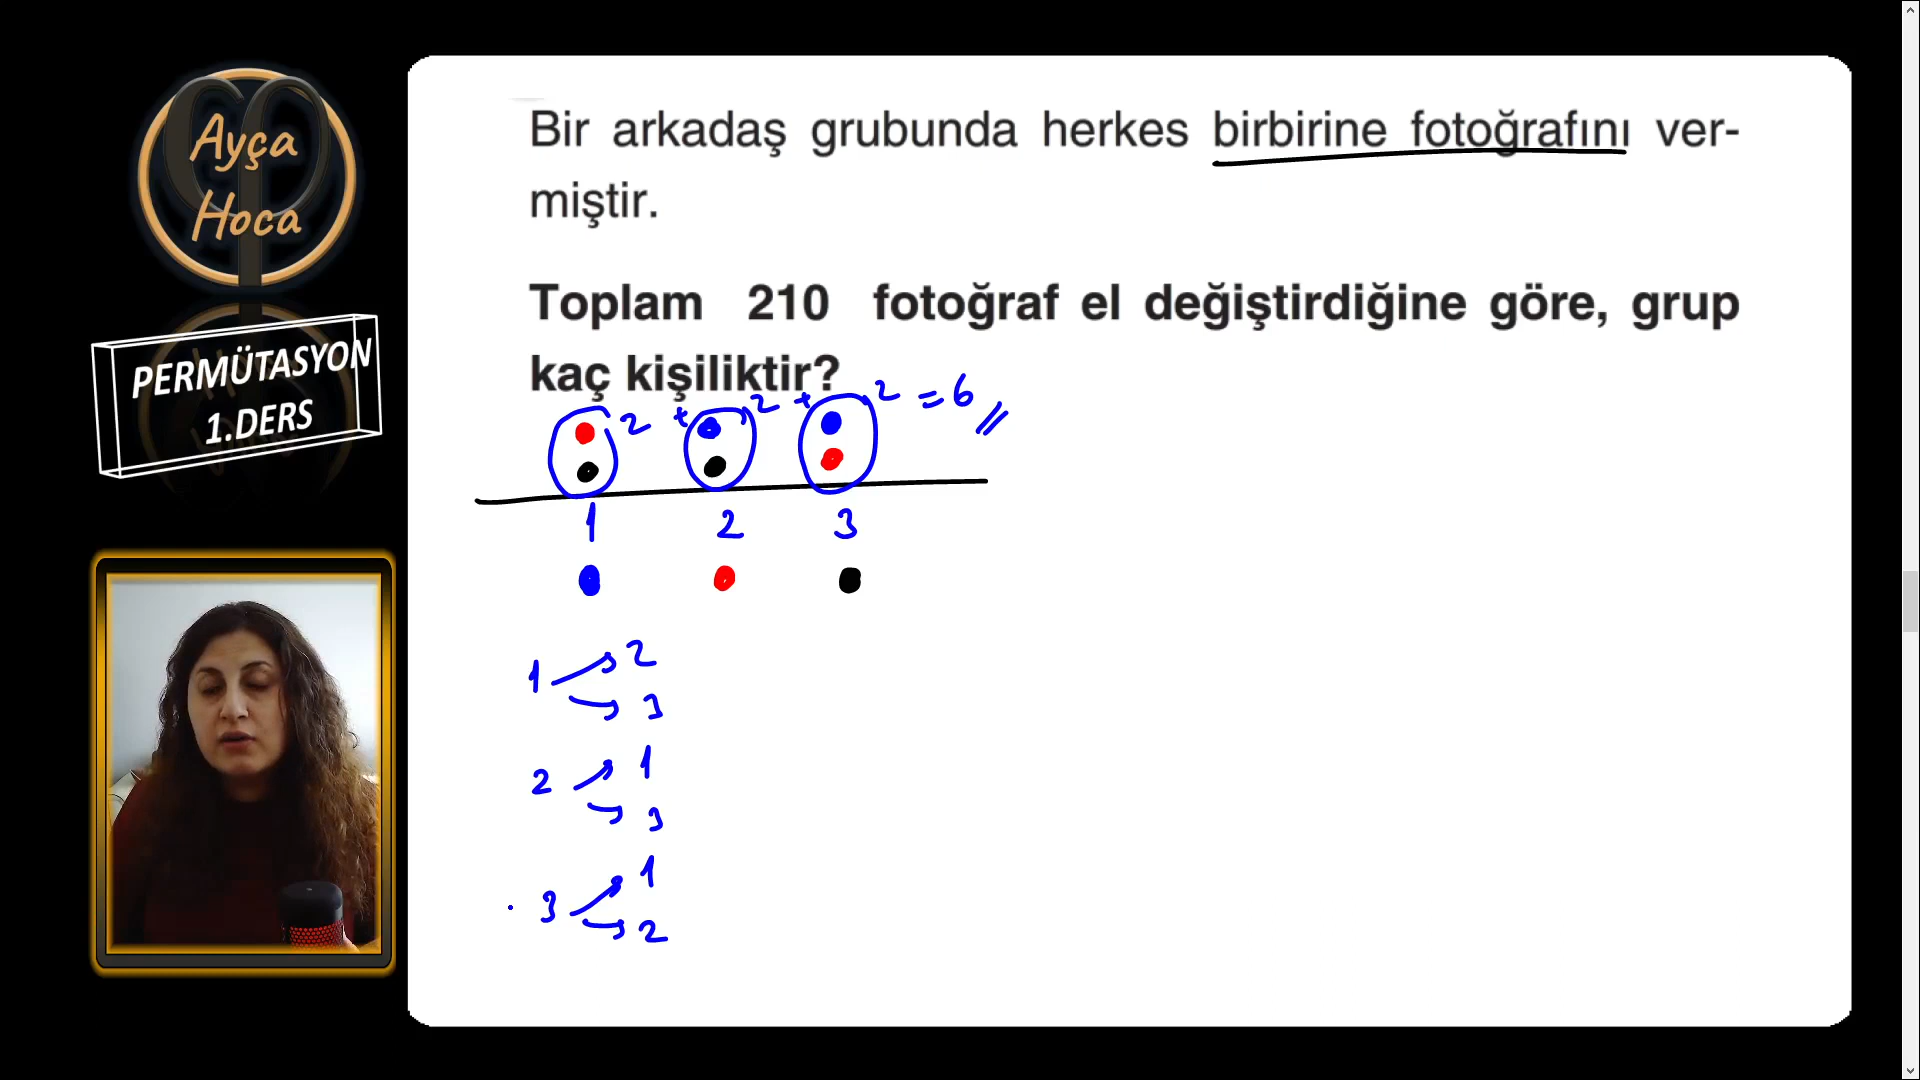 Ayça
Hoca
PERMÜTASYON
1.DERS
Bir arkadaş grubunda herkes birbirine fotoğrafını ver-
miştir.
Toplam 210 fotoğraf el değiştirdiğine göre, grup
kaç kişiliktir?
2 + 2 + 2 = 6
1 2 3
1 2
3
2 1
3
3 1
2